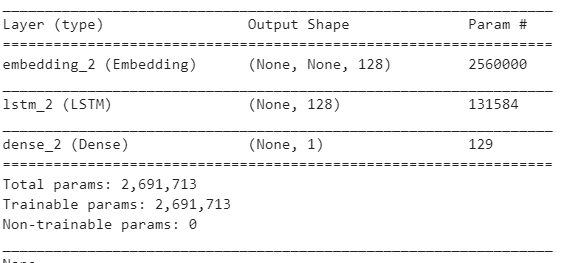 Layer (type) Output Shape Param #
embedding_2 (Embedding) (None, None, 128) 2560000
lstm_2 (LSTM) (None, 128) 131584
dense_2 (Dense) (None, 1) 129
Total params: 2,691,713
Trainable params: 2,691,713
Non-trainable params: 0
None